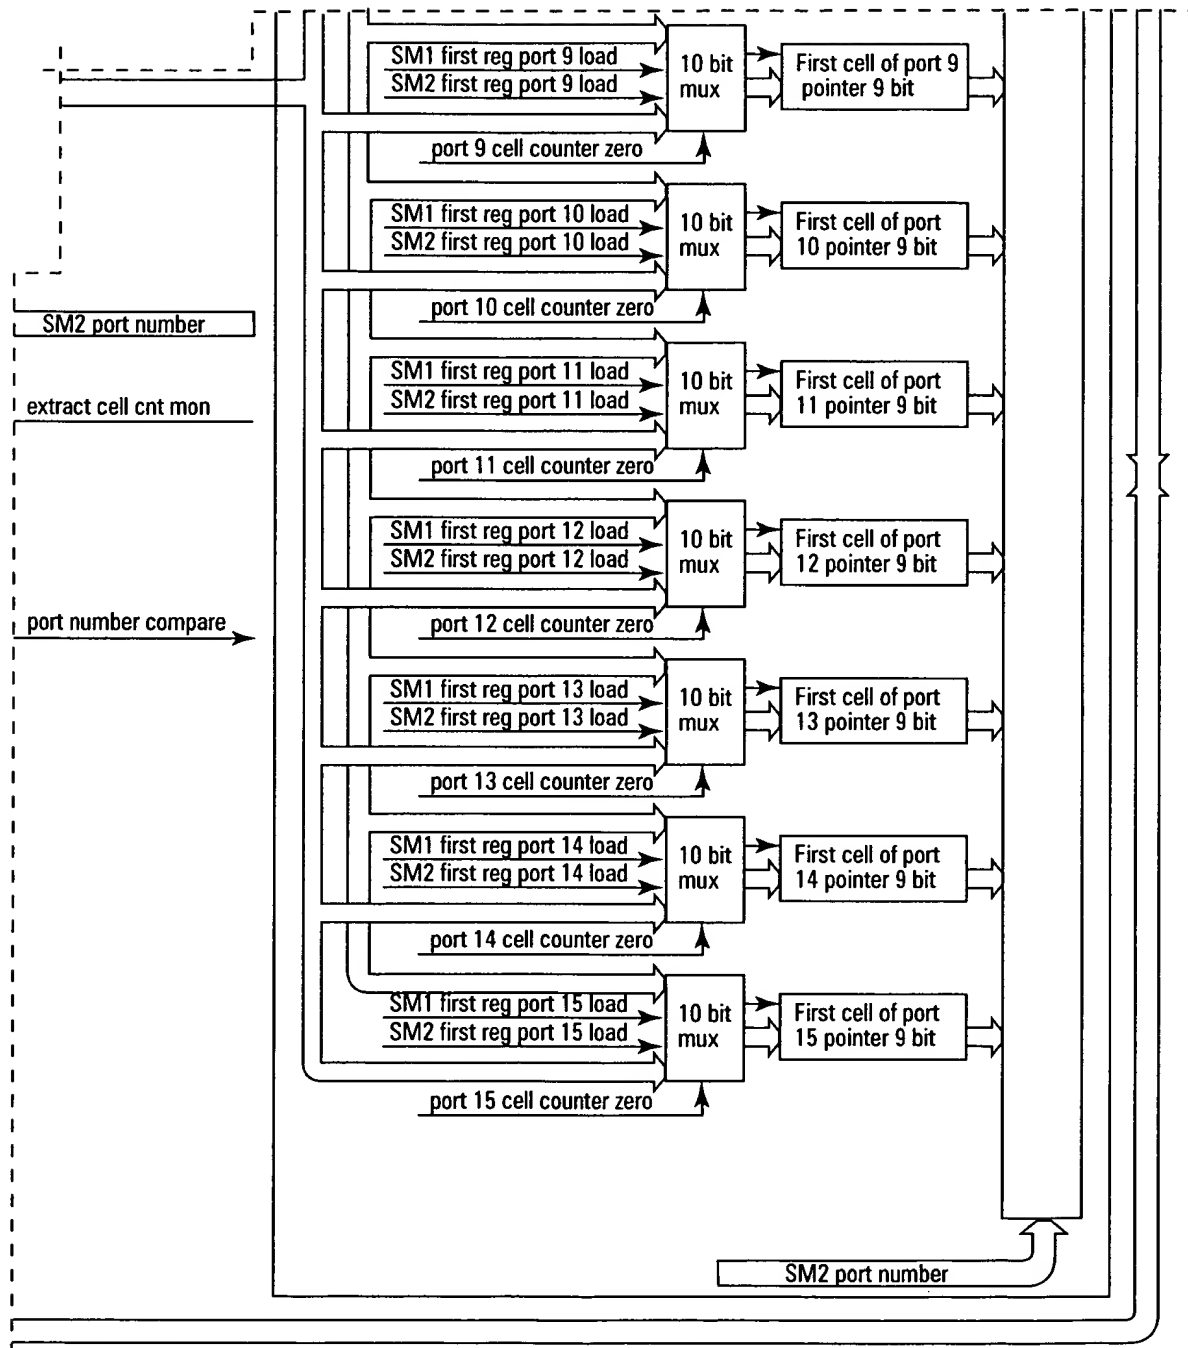 SM1 first reg port 9 load
SM2 first reg port 9 load
port 9 cell counter zero
10 bit
mux
First cell of port 9
pointer 9 bit
SM1 first reg port 10 load
SM2 first reg port 10 load
port 10 cell counter zero
10 bit
mux
First cell of port
10 pointer 9 bit
SM2 port number
SM1 first reg port 11 load
SM2 first reg port 11 load
port 11 cell counter zero
10 bit
mux
First cell of port
11 pointer 9 bit
extract cell cnt mon
SM1 first reg port 12 load
SM2 first reg port 12 load
port 12 cell counter zero
10 bit
mux
First cell of port
12 pointer 9 bit
port number compare
SM1 first reg port 13 load
SM2 first reg port 13 load
port 13 cell counter zero
10 bit
mux
First cell of port
13 pointer 9 bit
SM1 first reg port 14 load
SM2 first reg port 14 load
port 14 cell counter zero
10 bit
mux
First cell of port
14 pointer 9 bit
SM1 first reg port 15 load
SM2 first reg port 15 load
port 15 cell counter zero
10 bit
mux
First cell of port
15 pointer 9 bit
SM2 port number